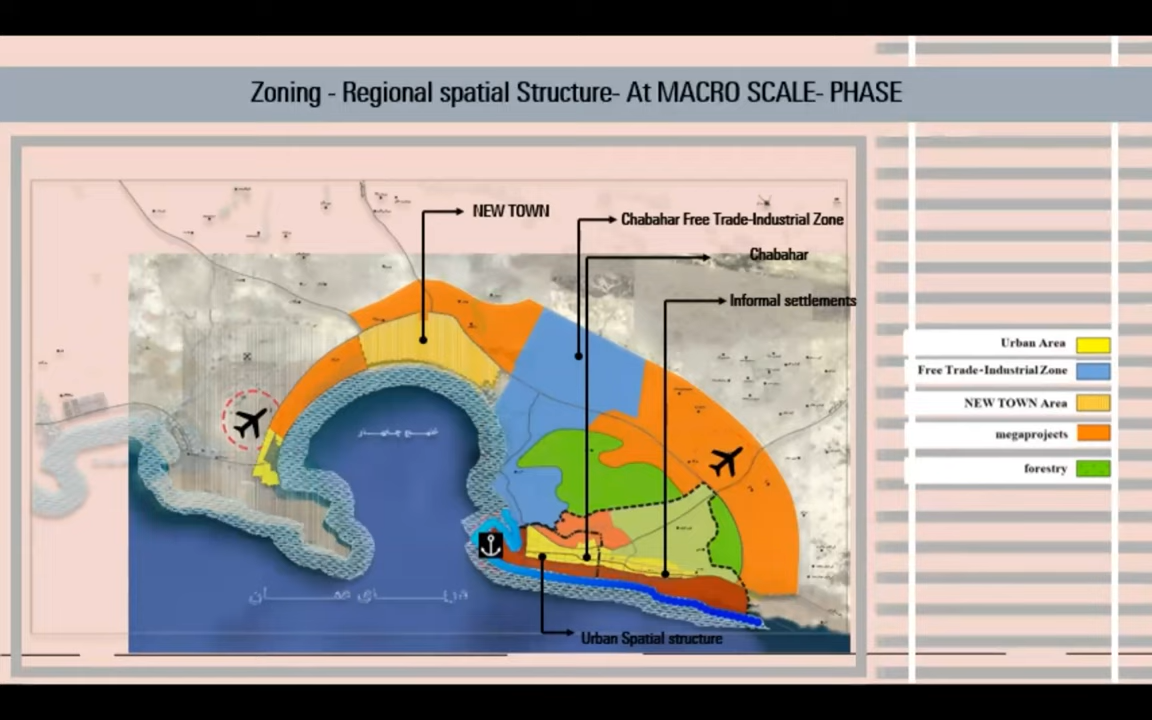 Zoning - Regional spatial Structure- At MACRO SCALE- PHASE
NEW TOWN
Chabahar Free Trade-Industrial Zone
Chabahar
Informal settlements
Urban Spatial structure
Urban Area
Free Trade-Industrial Zone
NEW TOWN Area
megaprojects
forestry